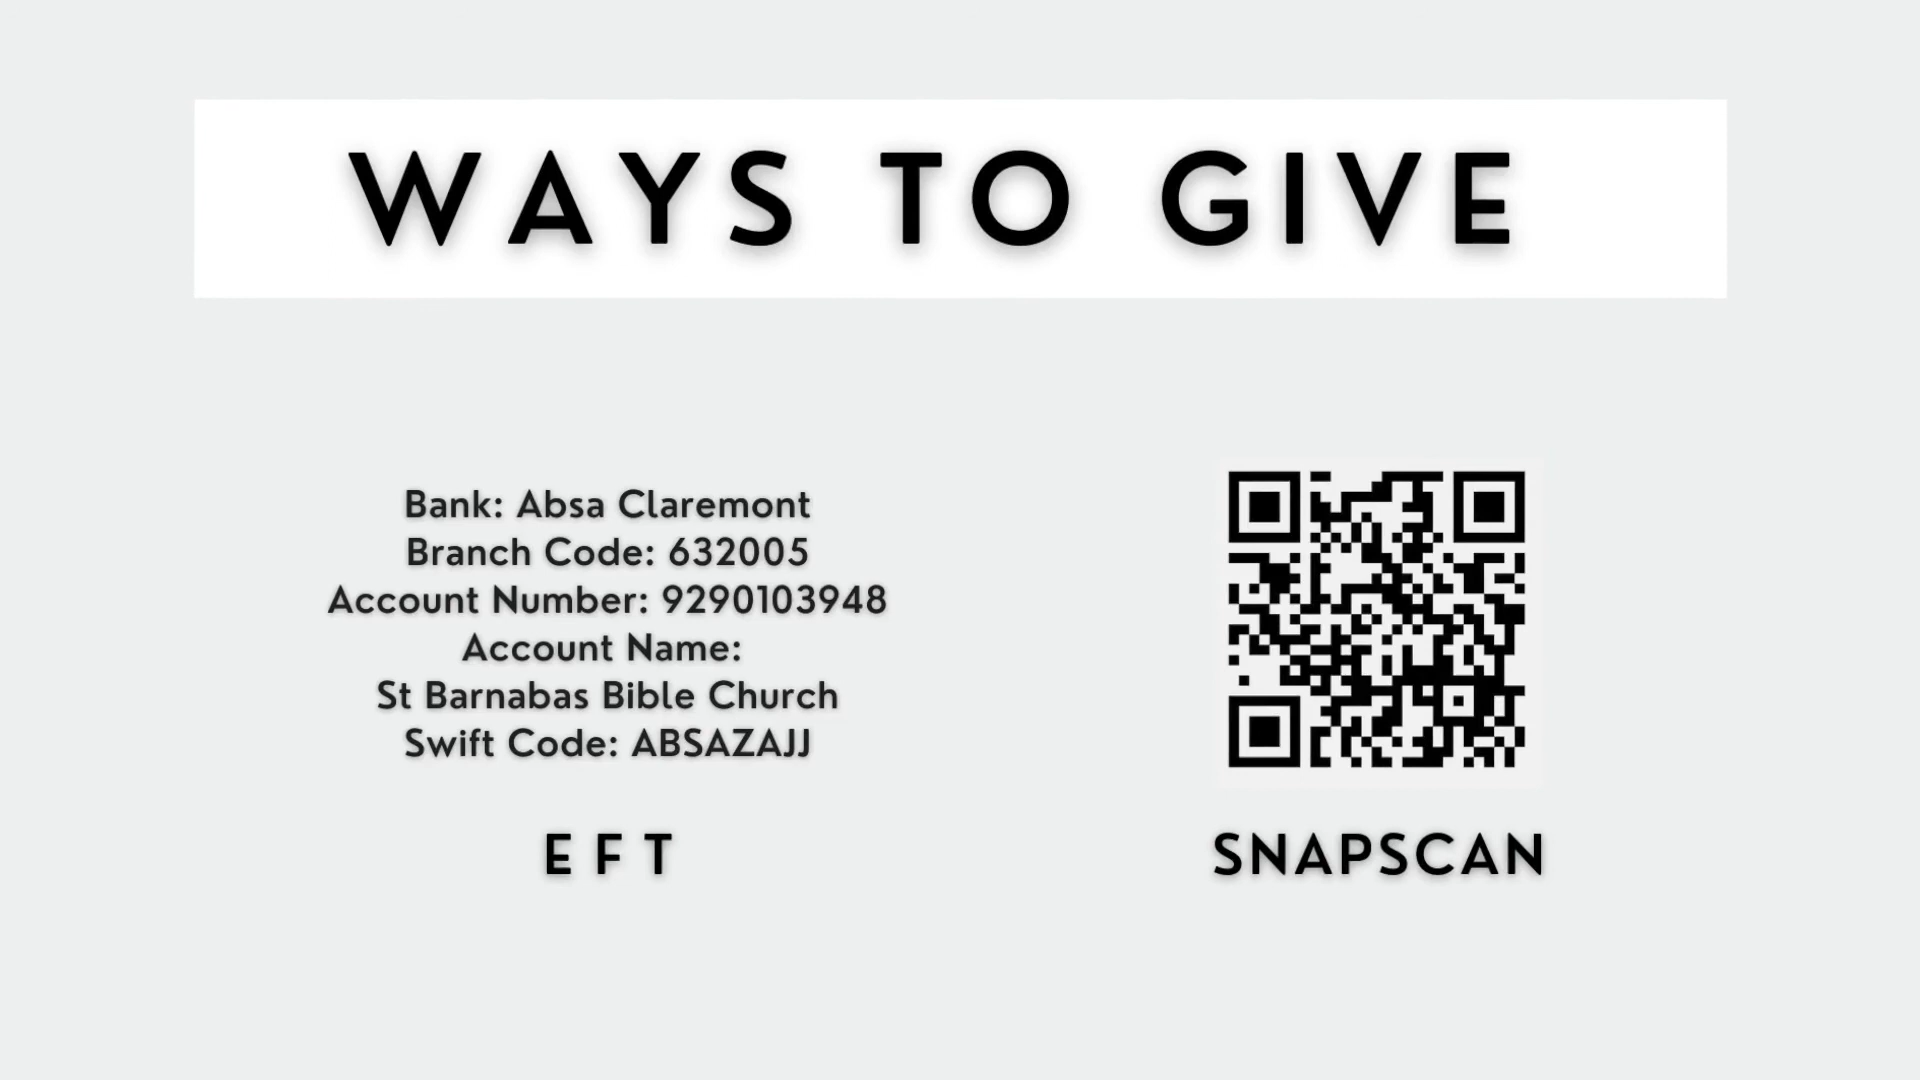 WAYS TO GIVE
Bank: Absa Claremont
Branch Code: 632005
Account Number: 9290103948
Account Name:
St Barnabas Bible Church
Swift Code: ABSAZAJJ
EFT
SNAPSCAN